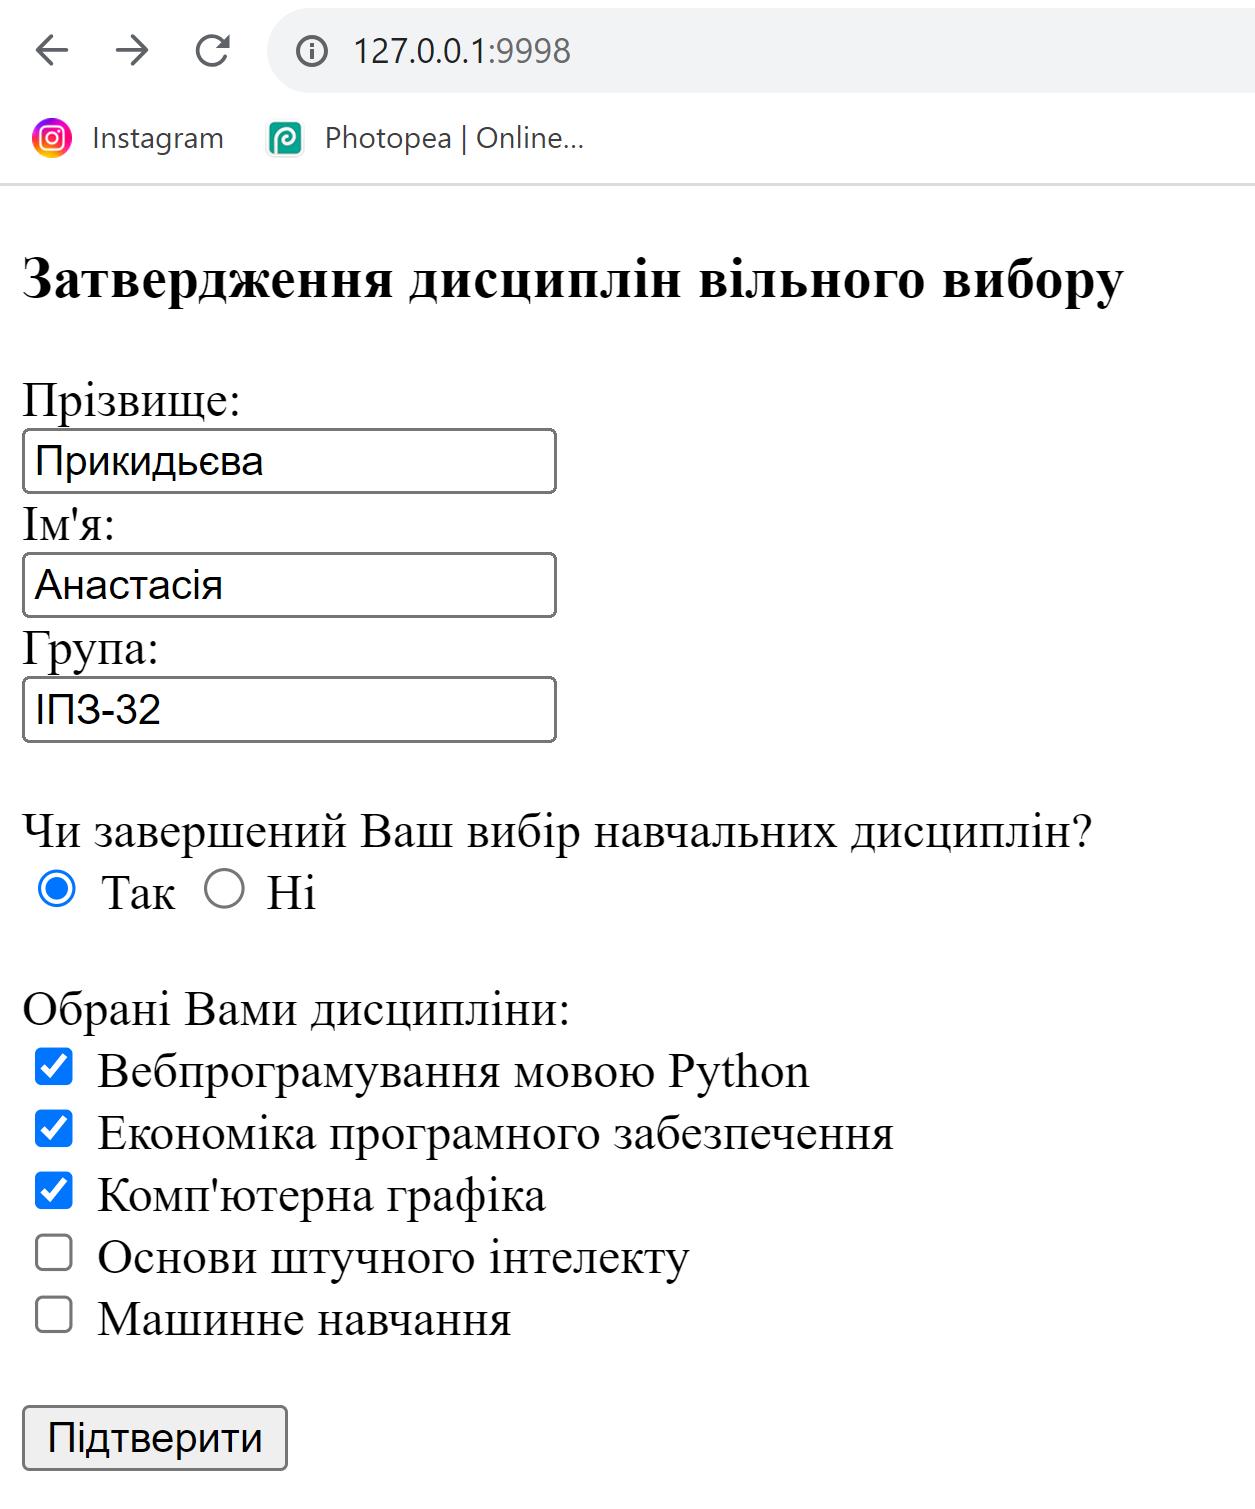 127.0.0.1:9998
Instagram Photopea | Online...
Затвердження дисциплін вільного вибору
Прізвище:
Прикидьєва
Ім'я:
Анастасія
Група:
ІПЗ-32
Чи завершений Ваш вибір навчальних дисциплін?
Так Ні
Обрані Вами дисципліни:
Вебпрограмування мовою Python
Економіка програмного забезпечення
Комп'ютерна графіка
Основи штучного інтелекту
Машинне навчання
Підтверити